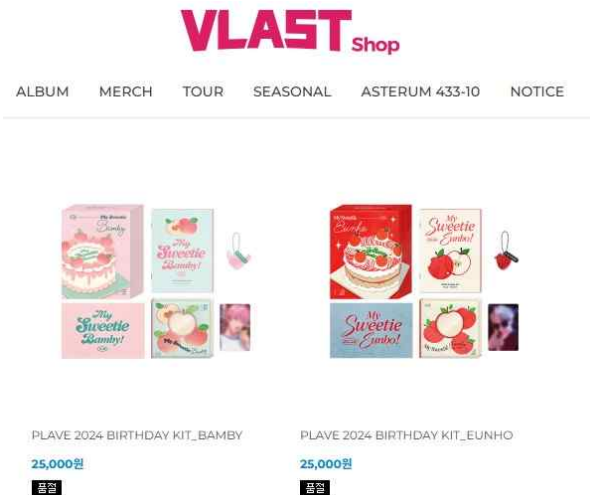 VLAST Shop
ALBUM MERCH TOUR SEASONAL ASTERUM 433-10 NOTICE
My Sweetie
Bamby
My
Sweetie
Bamby!
My
Sweetie
Bamby!
Eunho
My
Sweetie
Eunho!
My
Sweetie
Eunho!
PLAVE 2024 BIRTHDAY KIT_BAMBY
PLAVE 2024 BIRTHDAY KIT_EUNHO
25,000원
25,000원
품절
품절